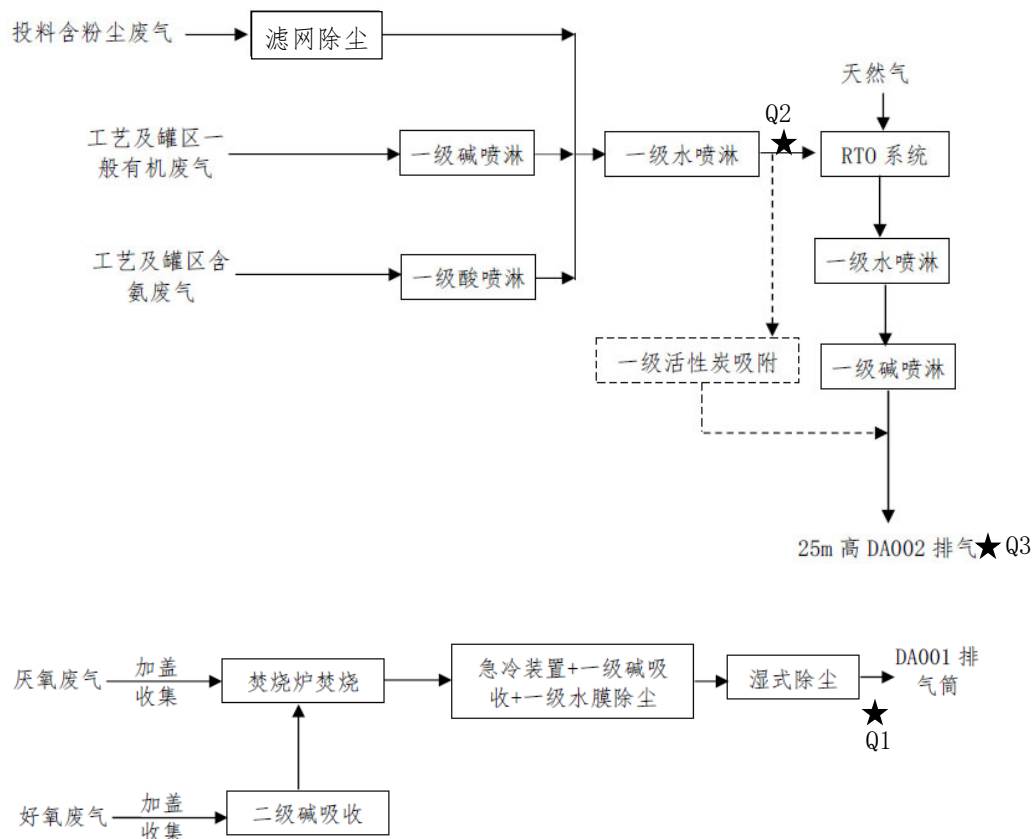 投料含粉尘废气
滤网除尘
天然气
Q2
工艺及罐区一
般有机废气
一级碱喷淋
一级水喷淋
RTO 系统
工艺及罐区含
氨废气
一级酸喷淋
一级水喷淋
一级活性炭吸附
一级碱喷淋
25m 高 DA002 排气★ Q3
厌氧废气
加盖
收集
焚烧炉焚烧
急冷装置+一级碱吸
收+一级水膜除尘
湿式除尘
DA001 排
气筒
Q1
好氧废气
加盖
收集
二级碱吸收